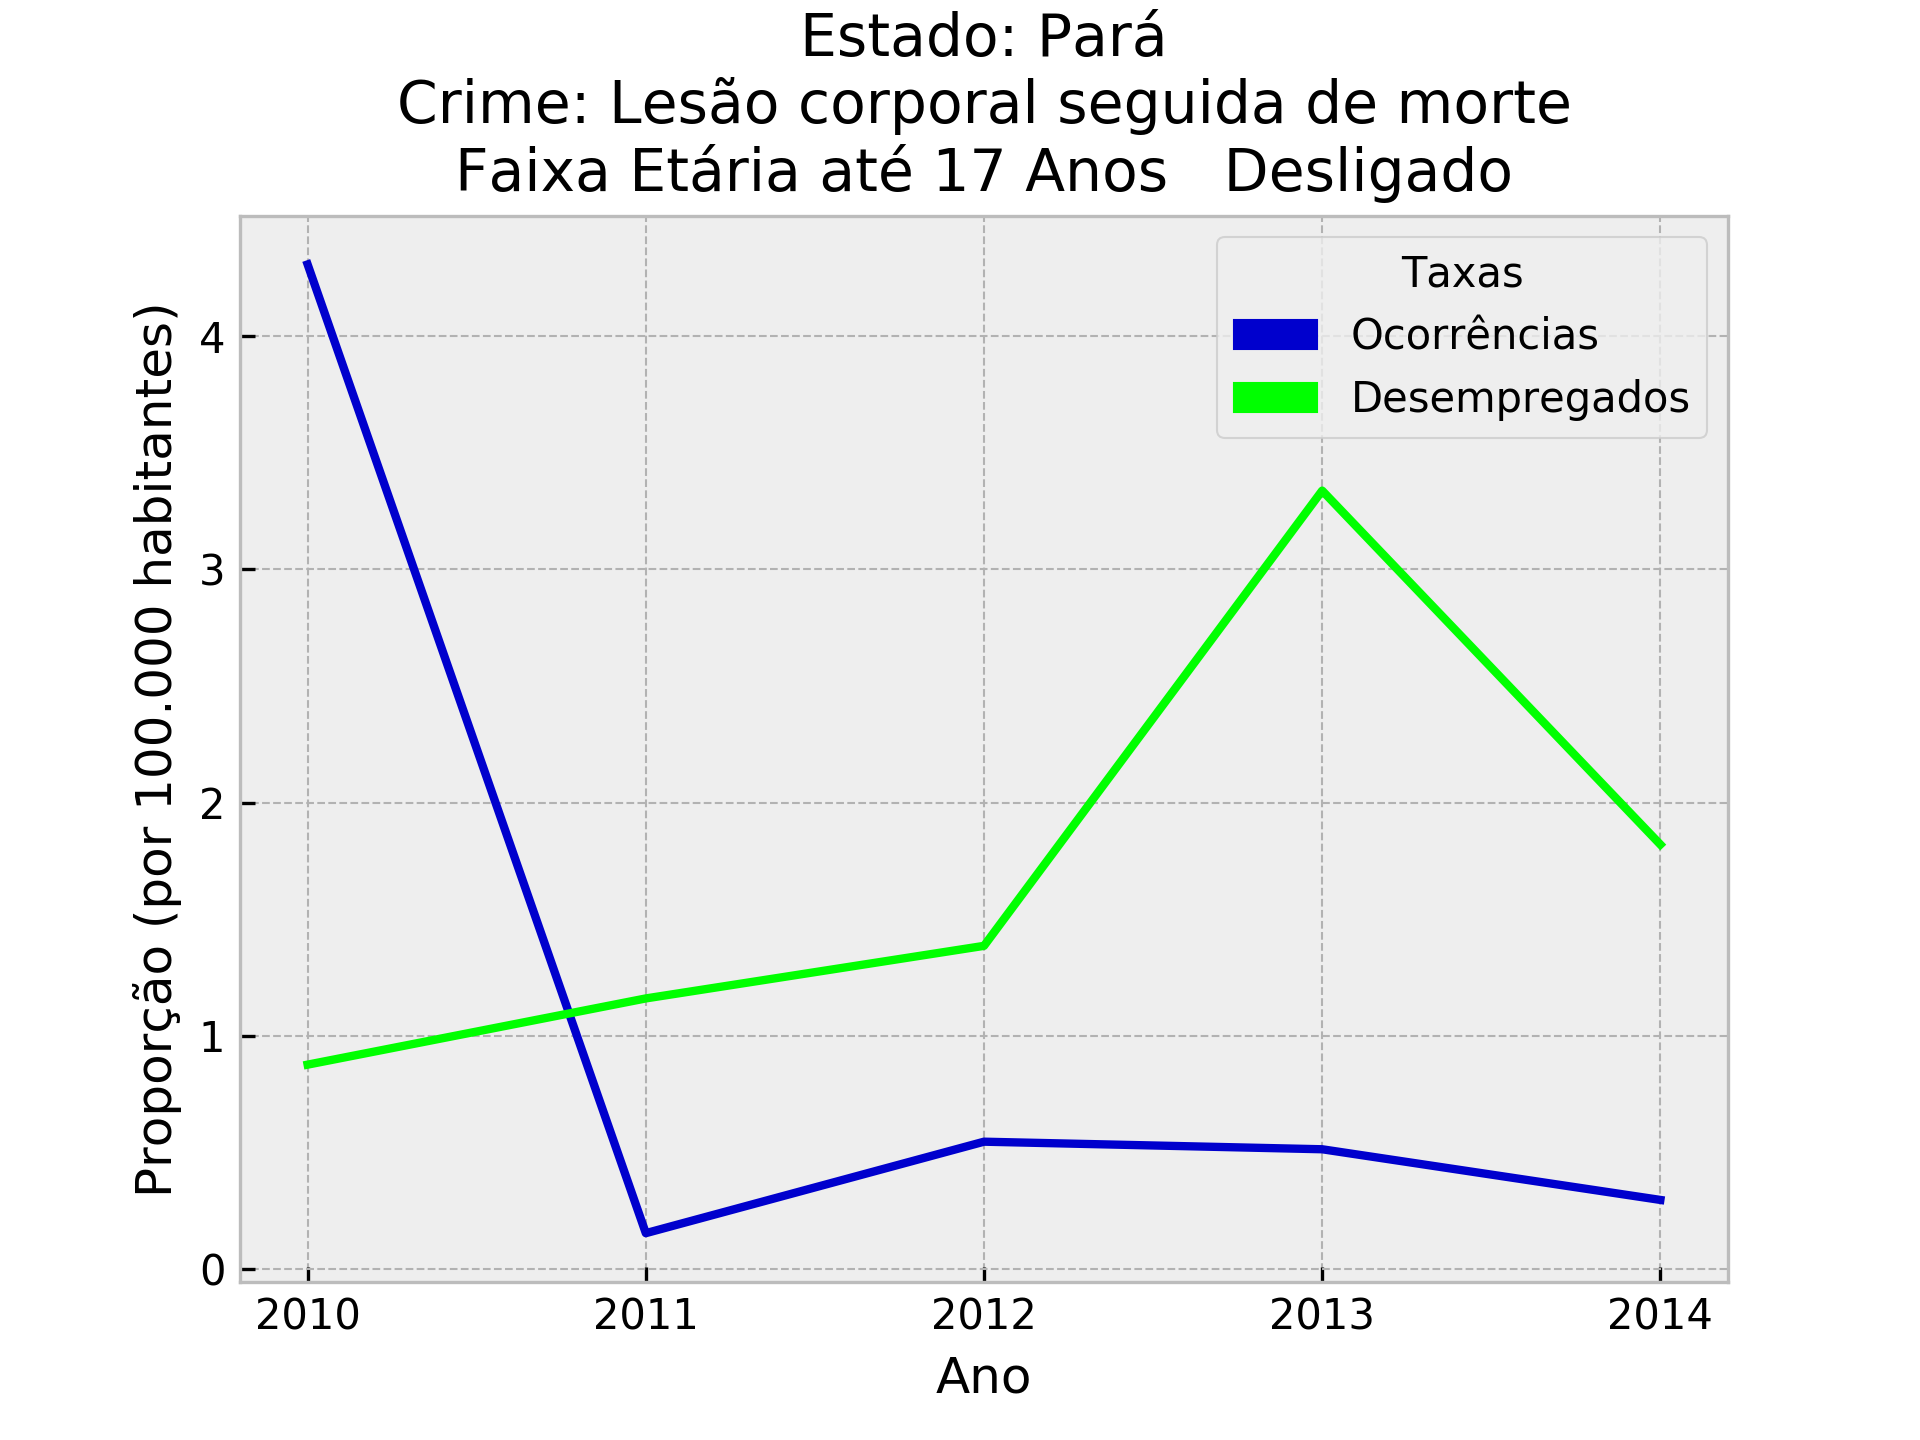 Estado: Pará
Crime: Lesão corporal seguida de morte
Faixa Etária até 17 Anos   Desligado
Taxas
Ocorrências
Desempregados
Proporção (por 100.000 habitantes)
4
3
2
1
0
2010 2011 2012 2013 2014
Ano